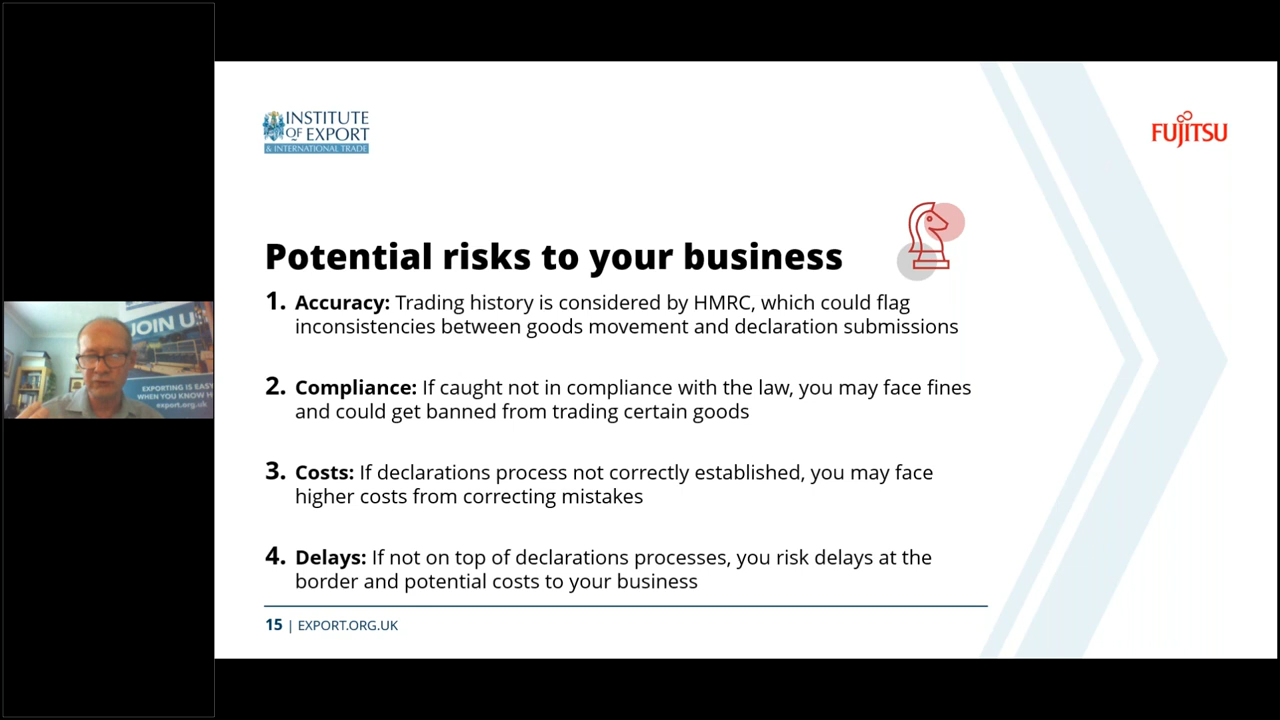 INSTITUTE
OF EXPORT
& INTERNATIONAL TRADE
FUJITSU
Potential risks to your business
1. Accuracy: Trading history is considered by HMRC, which could flag
inconsistencies between goods movement and declaration submissions
2. Compliance: If caught not in compliance with the law, you may face fines
and could get banned from trading certain goods
3. Costs: If declarations process not correctly established, you may face
higher costs from correcting mistakes
4. Delays: If not on top of declarations processes, you risk delays at the
border and potential costs to your business
15 | EXPORT.ORG.UK
JOIN U
EXPORTING IS EAS
WHEN YOU KNOW H
export.org.uk